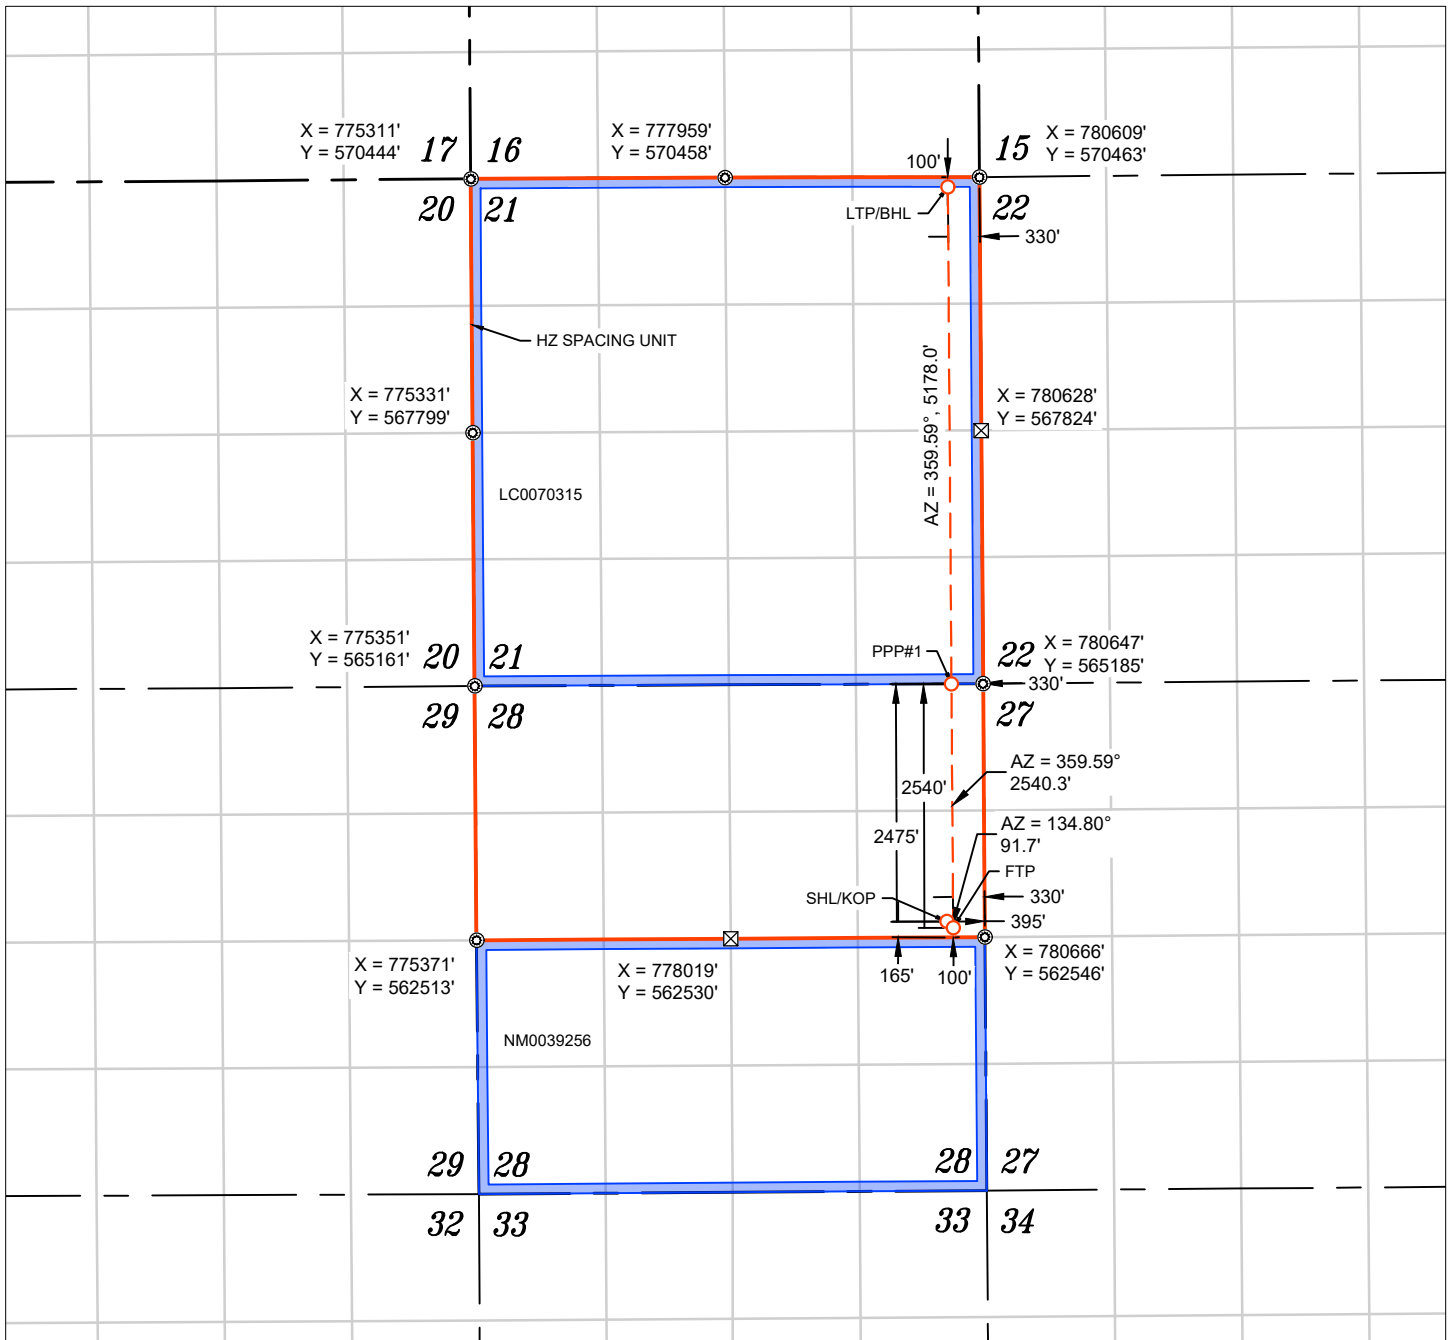 X = 775311'
Y = 570444'
17 16
X = 777959'
Y = 570458'
15
X = 780609'
Y = 570463'
100'
20 21
LTP/BHL
22
330'
HZ SPACING UNIT
AZ = 359.59°, 5178.0'
X = 775331'
Y = 567799'
X = 780628'
Y = 567824'
LC0070315
X = 775351'
Y = 565161'
20 21
PPP#1
22
X = 780647'
Y = 565185'
330'
29 28
27
AZ = 359.59°
2540.3'
2540'
2475'
AZ = 134.80°
91.7'
FTP
SHL/KOP
330'
395'
X = 775371'
Y = 562513'
X = 778019'
Y = 562530'
165'
100'
X = 780666'
Y = 562546'
NM0039256
29 28
28 27
32 33
33 34